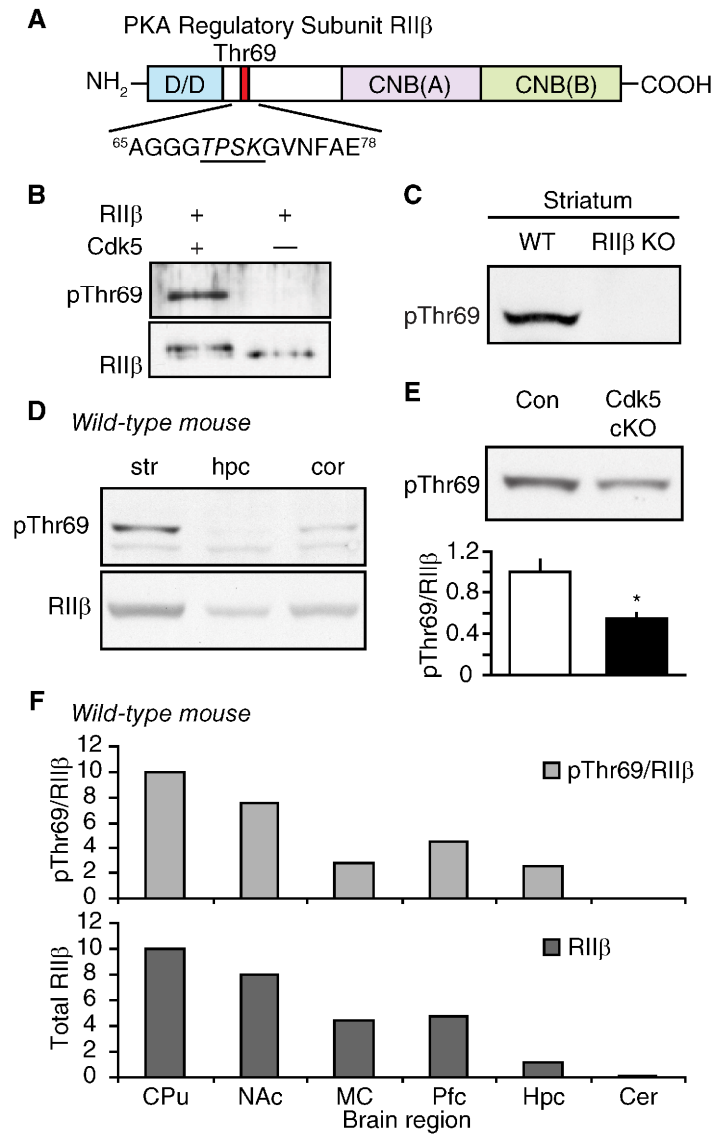 A
PKA Regulatory Subunit RIIβ
Thr69
NH2 D/D CNB(A) CNB(B) COOH
65AGGGTPSKGVNFAE78
B
RIIβ + +
Cdk5 + —
pThr69
RIIβ
C
Striatum
WT RIIβ KO
pThr69
D
Wild-type mouse
str hpc cor
pThr69
RIIβ
E
Con Cdk5
cKO
pThr69
pThr69/RIIβ
1.2
0.8
0.4
0
*
F
Wild-type mouse
pThr69/RIIβ
12
10
8
6
4
2
0
pThr69/RIIβ
Total RIIβ
12
10
8
6
4
2
0
RIIβ
CPu NAc MC Pfc Hpc Cer
Brain region